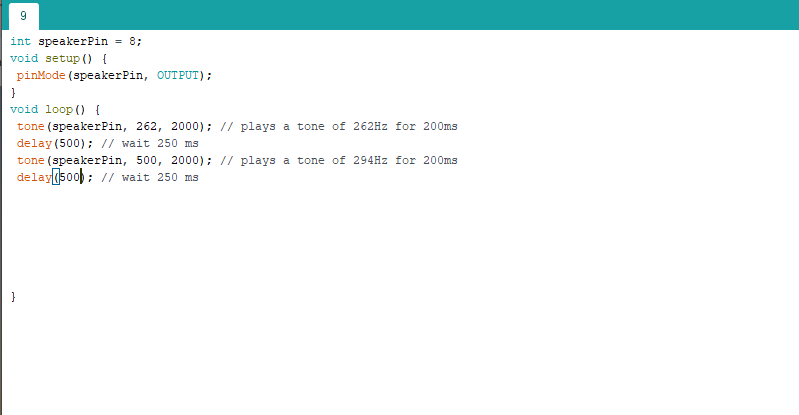 9
int speakerPin = 8;
void setup() {
 pinMode(speakerPin, OUTPUT);
}
void loop() {
 tone(speakerPin, 262, 2000); // plays a tone of 262Hz for 200ms
 delay(500); // wait 250 ms
 tone(speakerPin, 500, 2000); // plays a tone of 294Hz for 200ms
 delay(500); // wait 250 ms
}